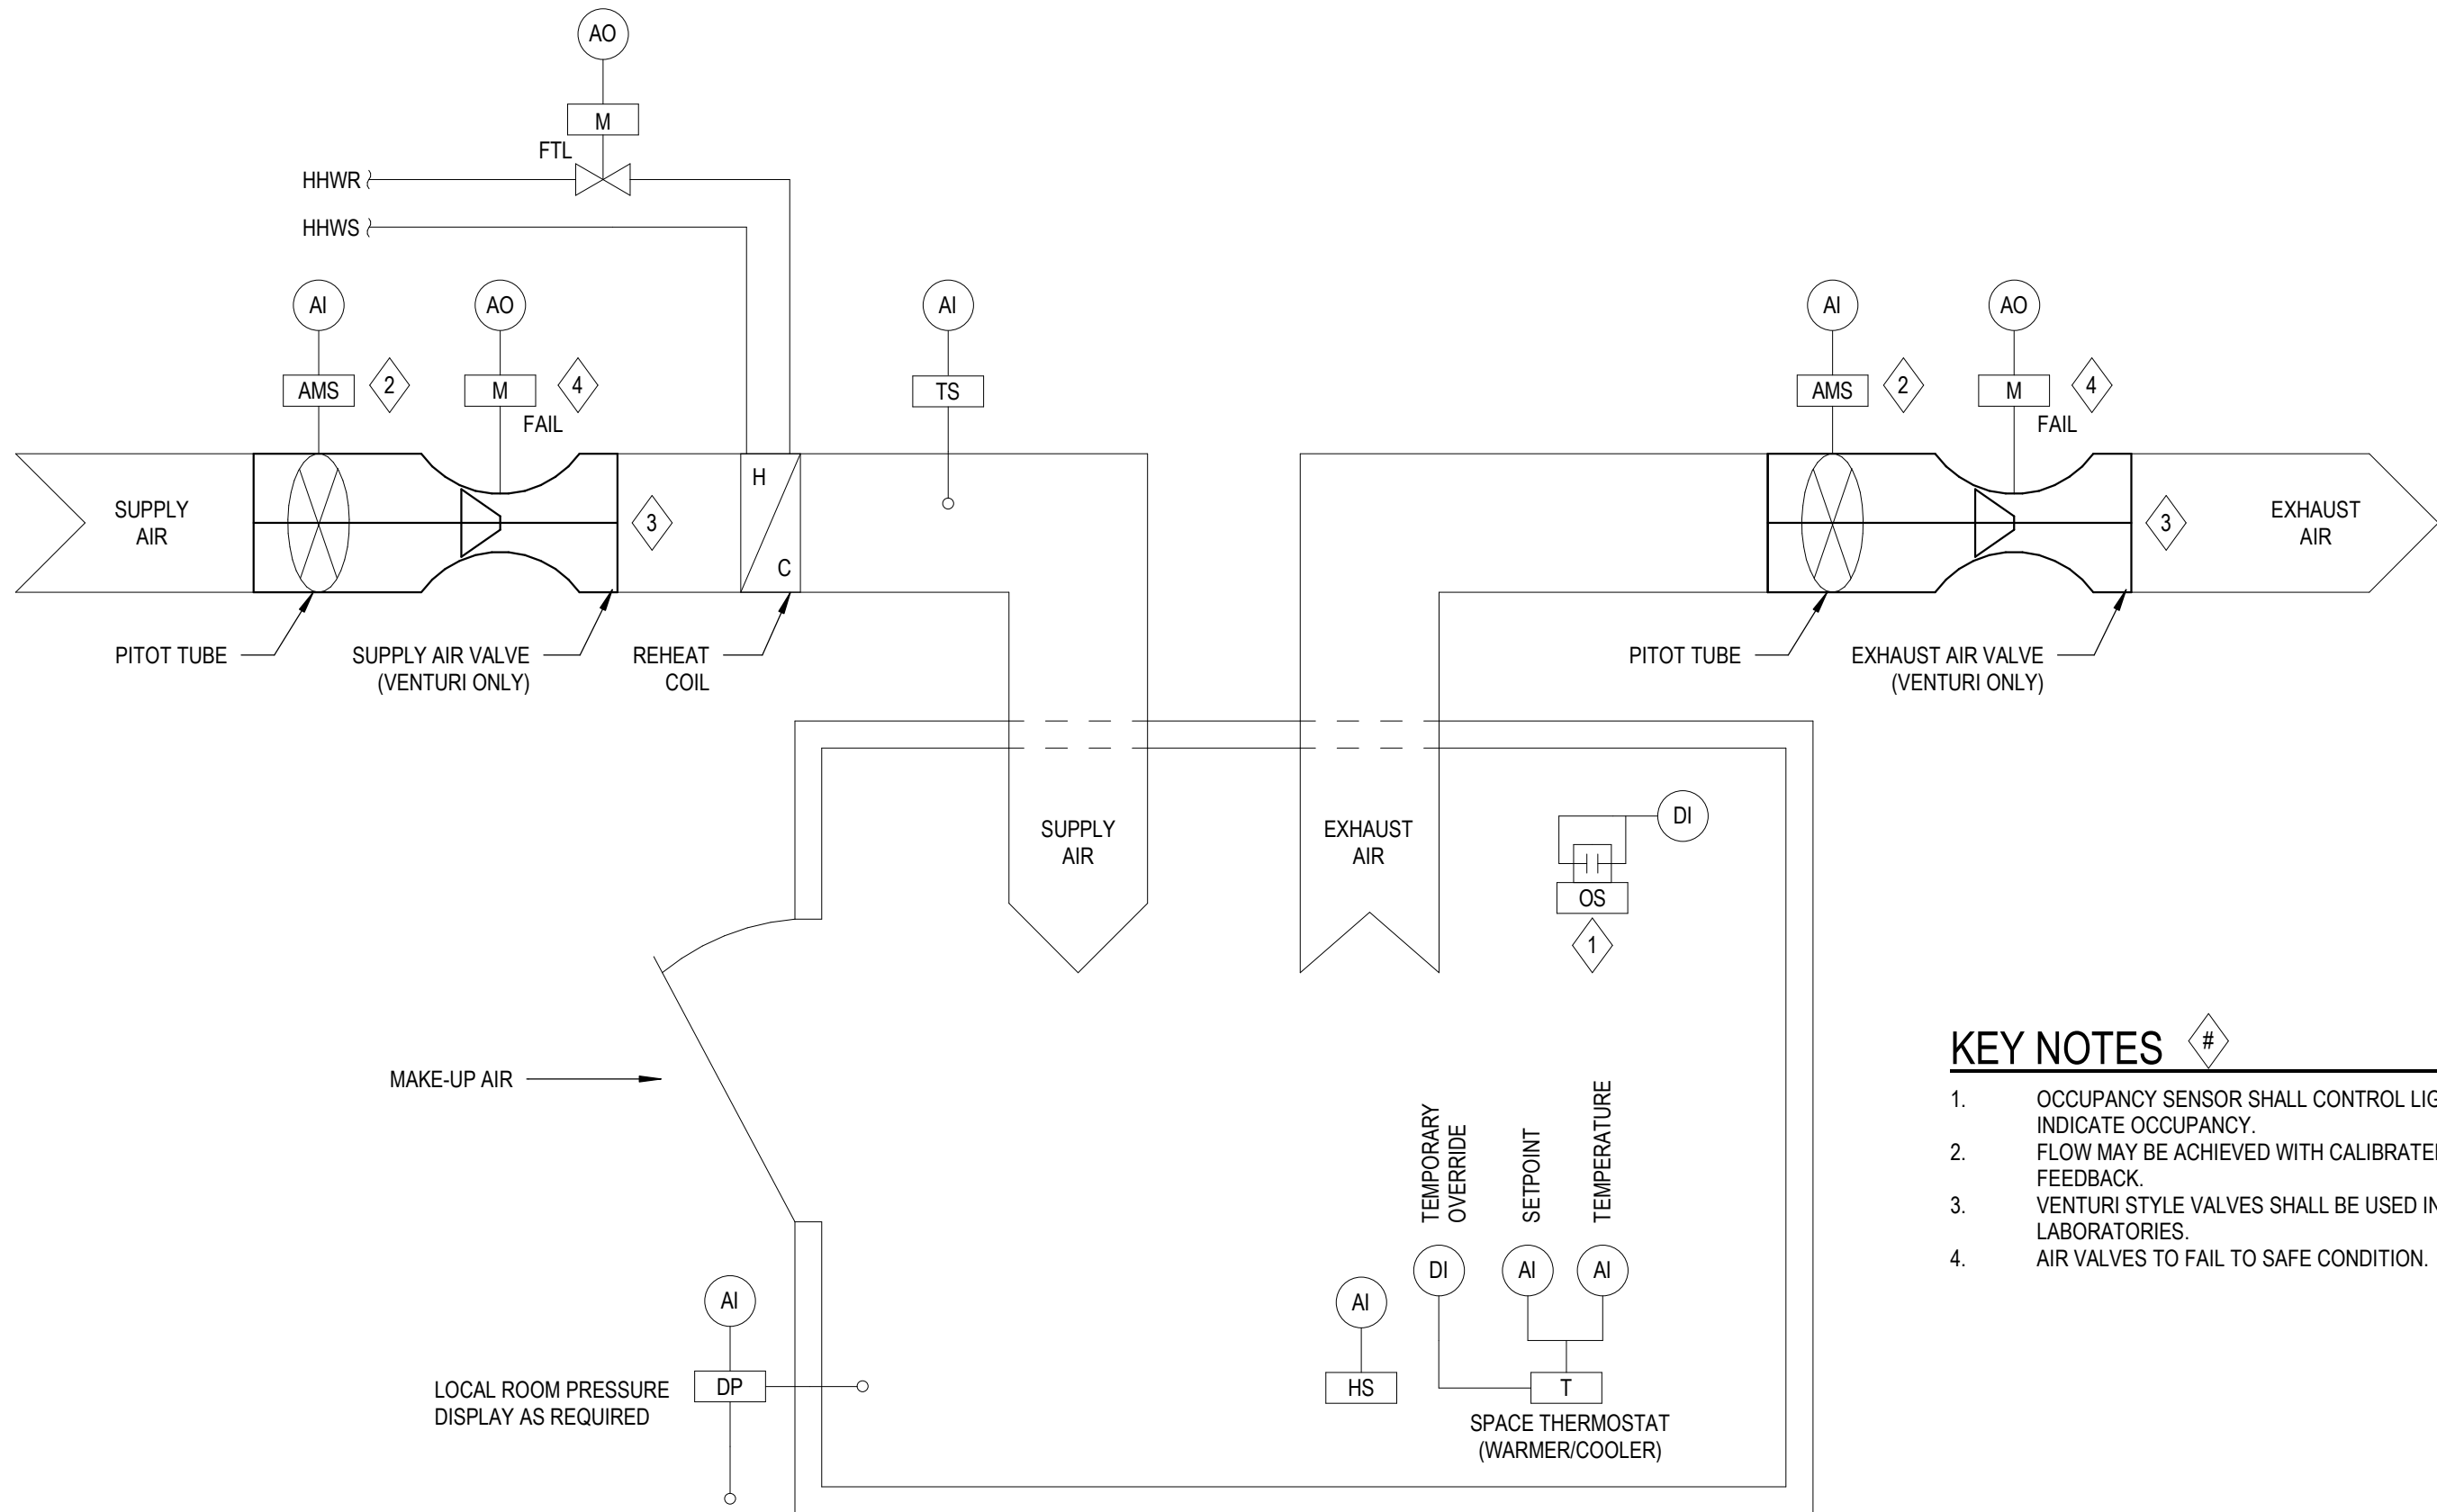 AO
M
FTL
HHWR
HHWS
AI
AO
AI
AI
AO
AMS
2
M
4
TS
AMS
2
M
4
FAIL
FAIL
SUPPLY
AIR
3
H
C
3
EXHAUST
AIR
PITOT TUBE
SUPPLY AIR VALVE
(VENTURI ONLY)
REHEAT
COIL
PITOT TUBE
EXHAUST AIR VALVE
(VENTURI ONLY)
SUPPLY
AIR
EXHAUST
AIR
DI
OS
1
MAKE-UP AIR
KEY NOTES #
1. OCCUPANCY SENSOR SHALL CONTROL
INDICATE OCCUPANCY.
2. FLOW MAY BE ACHIEVED WITH
FEEDBACK.
3. VENTURI STYLE VALVES SHALL BE USED IN
LABORATORIES.
4. AIR VALVES TO FAIL TO SAFE CONDITION.
TEMPORARY
OVERRIDE
SETPOINT
TEMPERATURE
DI
AI
AI
AI
HS
T
SPACE THERMOSTAT
(WARMER/COOLER)
AI
DP
LOCAL ROOM PRESSURE
DISPLAY AS REQUIRED